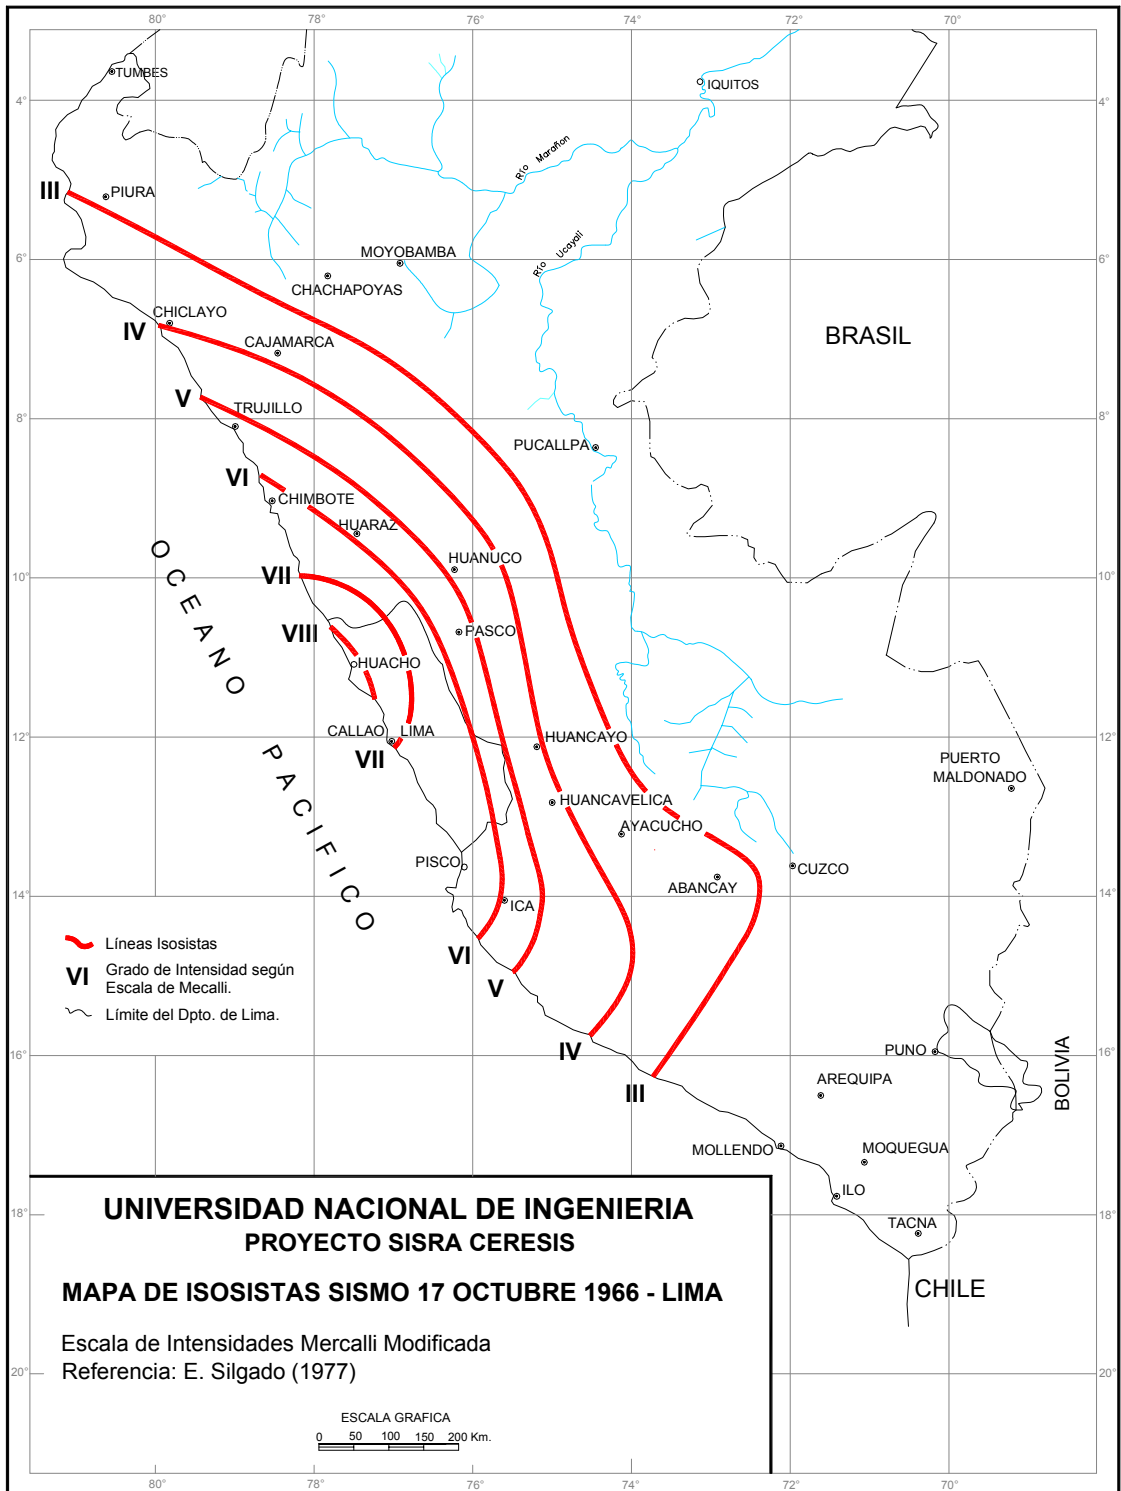 80°
78°
76°
74°
72°
70°
TUMBES
IQUITOS
4°
4°
Río Marañon
III
PIURA
Río Ucayali
MOYOBAMBA
6°
6°
CHACHAPOYAS
CHICLAYO
IV
CAJAMARCA
BRASIL
V
TRUJILLO
8°
8°
PUCALLPA
VI
CHIMBOTE
HUARAZ
HUANUCO
VII
10°
10°
VIII
PASCO
HUACHO
OCEANO PACIFICO
CALLAO
LIMA
HUANCAYO
12°
12°
VII
PUERTO
MALDONADO
HUANCAVELICA
AYACUCHO
PISCO
CUZCO
ABANCAY
14°
14°
ICA
Líneas Isosistas
VI
Grado de Intensidad según
Escala de Mecalli.
Límite del Dpto. de Lima.
VI
V
IV
III
16°
16°
PUNO
BOLIVIA
AREQUIPA
MOLLENDO
MOQUEGUA
ILO
TACNA
18°
18°
CHILE
UNIVERSIDAD NACIONAL DE INGENIERIA
PROYECTO SISRA CERESIS
MAPA DE ISOSISTAS SISMO 17 OCTUBRE 1966 - LIMA
Escala de Intensidades Mercalli Modificada
Referencia: E. Silgado (1977)
20°
20°
ESCALA GRAFICA
0 50 100 150 200 Km.
80°
78°
76°
74°
72°
70°